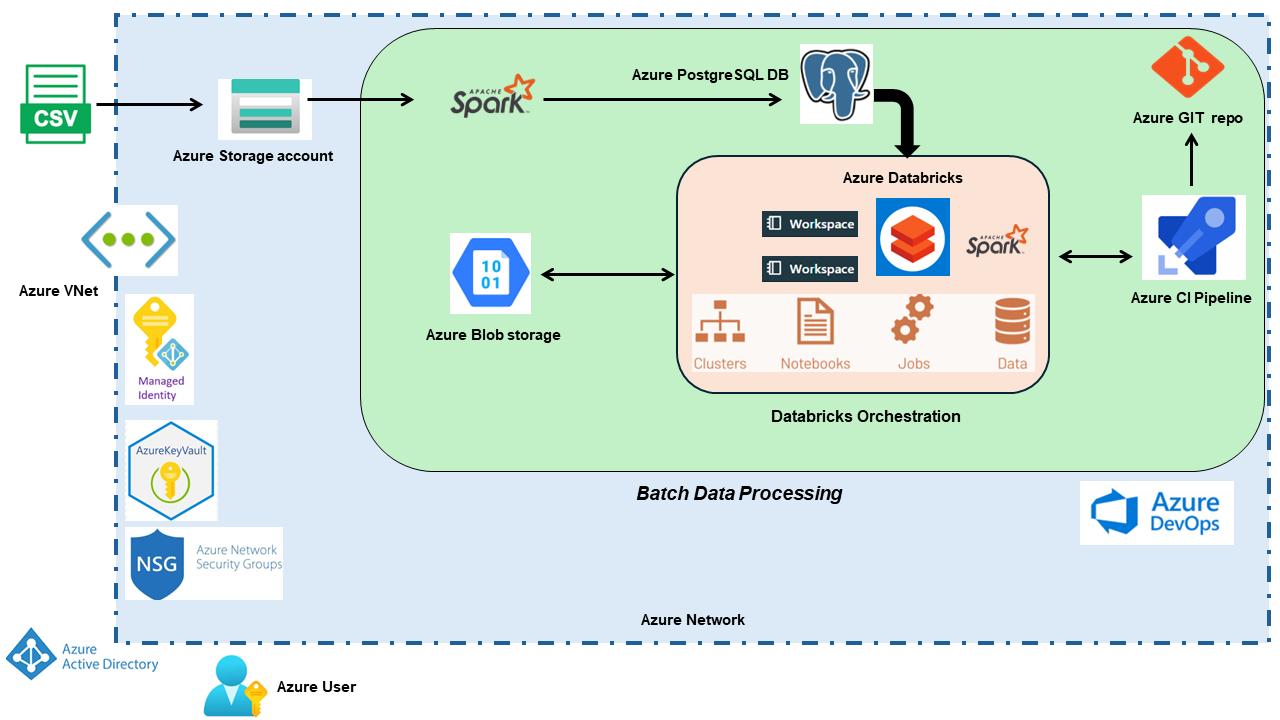 CSV
Azure Storage account
APACHE
Spark™
Azure PostgreSQL DB
Azure GIT repo
Azure VNet
Managed
Identity
AzureKeyVault
NSG
Azure Network
Security Groups
10
01
Azure Blob storage
Azure Databricks
Workspace
Workspace
APACHE
Spark™
Clusters
Notebooks
Jobs
Data
Databricks Orchestration
Azure CI Pipeline
Batch Data Processing
Azure
DevOps
Azure Network
Azure
Active Directory
Azure User